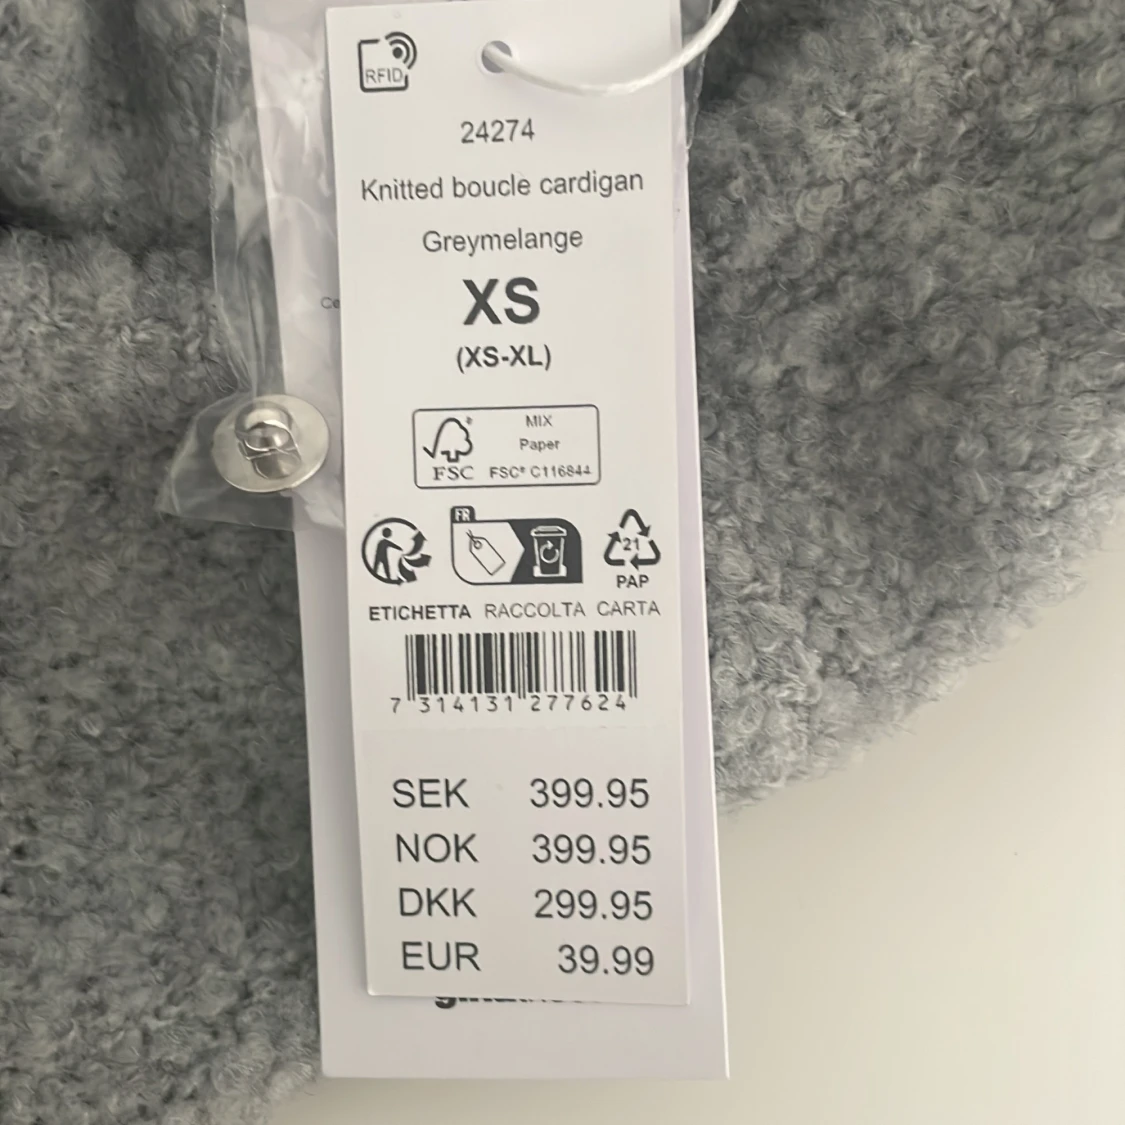 RFID
24274
Knitted boucle cardigan
Greymelange
XS
(XS-XL)
MIX
Paper
FSC FSC® C116844
FR
21
PAP
ETICHETTA RACCOLTA CARTA
7 314131 277624
SEK 399.95
NOK 399.95
DKK 299.95
EUR 39.99